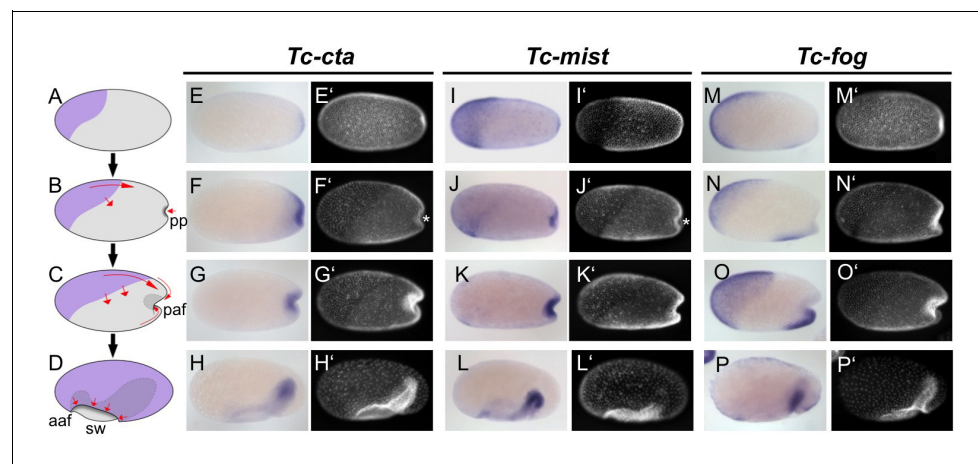 Tc-cta Tc-mist Tc-fog
A E E‘ I I‘ M M‘
B F F‘ J J‘ N N‘
pp * *
C G G‘ K K‘ O O‘
paf
D H H‘ L L‘ P P‘
aaf
sw